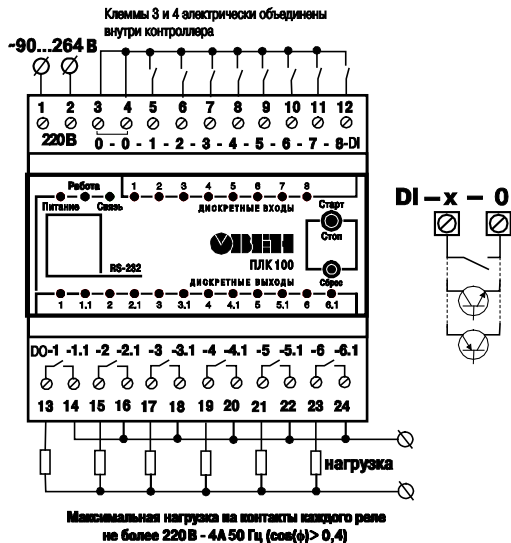 Клеммы 3 и 4 электрически объединены
внутри контроллера
~90...264 В
1 2 3 4 5 6 7 8 9 10 11 12
220В 0 - 0 - 1 - 2 - 3 - 4 - 5 - 6 - 7 - 8-DI
Работа
Питание Связь
1 2 3 4 5 6 7 8
ДИСКРЕТНЫЕ ВХОДЫ
Старт
Стоп
ОВЕН
ПЛК 100
RS-232
Сброс
ДИСКРЕТНЫЕ ВЫХОДЫ
1 1.1 2 2.1 3 3.1 4 4.1 5 5.1 6 6.1
DO-1 -1.1 -2 -2.1 -3 -3.1 -4 -4.1 -5 -5.1 -6 -6.1
13 14 15 16 17 18 19 20 21 22 23 24
нагрузка
Максимальная нагрузка на контакты каждого реле
не более 220 В - 4А 50 Гц (cos(ϕ)> 0,4)
DI – x – 0